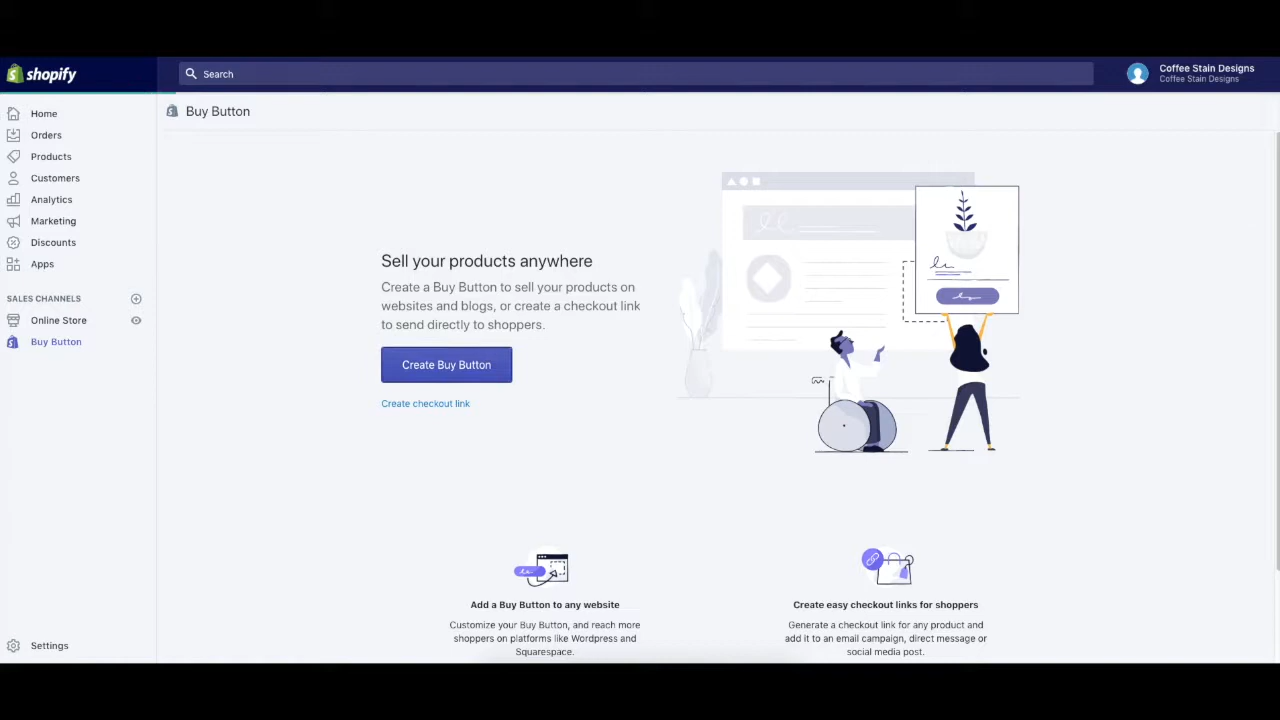 shopify
Search
Coffee Stain Designs
Coffee Stain Designs
Buy Button
Home
Orders
Products
Customers
Analytics
Marketing
Discounts
Apps
SALES CHANNELS
Online Store
Buy Button
Settings
Sell your products anywhere
Create a Buy Button to sell your products on
websites and blogs, or create a checkout link
to send directly to shoppers.
Create Buy Button
Create checkout link
Add a Buy Button to any website
Customize your Buy Button, and reach more
shoppers on platforms like Wordpress and
Squarespace.
Create easy checkout links for shoppers
Generate a checkout link for any product and
add it to an email campaign, direct message or
social media post.